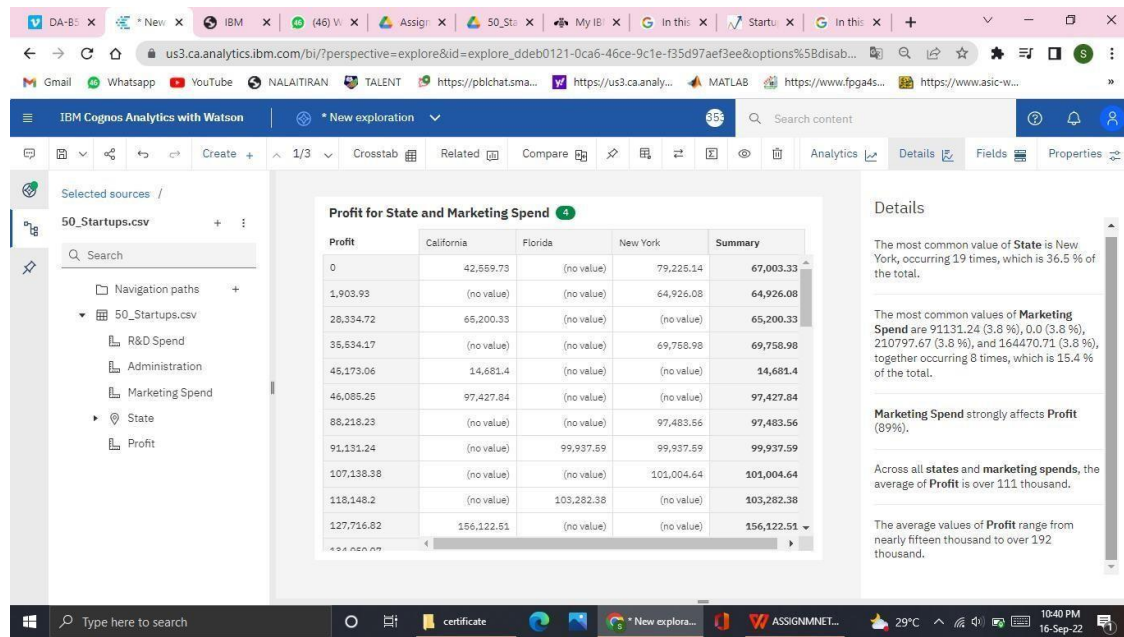 DA-B5
* New
IBM
(46) W
Assign
50_Sta
My IBI
In this
Startu
In this
us3.ca.analytics.ibm.com/bi/?perspective=explore&id=explore_ddeb0121-0ca6-46ce-9c1e-f35d97aef3ee&options%5Bdisab...
S
Gmail
Whatsapp
YouTube
NALAITIRAN
TALENT
https://pblchat.sma...
https://us3.ca.analy...
MATLAB
https://www.fpga4s...
https://www.asic-w...
»
IBM Cognos Analytics with Watson
* New exploration
353
Search content
Create +
1/3
Crosstab
Related
Compare
Analytics
Details
Fields
Properties
Selected sources /
50_Startups.csv
Search
Navigation paths
50_Startups.csv
R&D Spend
Administration
Marketing Spend
State
Profit
Profit for State and Marketing Spend 4
Profit California Florida New York Summary
0 42,559.73 (no value) 79,225.14 67,003.33
1,903.93 (no value) (no value) 64,926.08 64,926.08
28,334.72 65,200.33 (no value) (no value) 65,200.33
35,534.17 (no value) (no value) 69,758.98 69,758.98
45,173.06 14,681.4 (no value) (no value) 14,681.4
46,085.25 97,427.84 (no value) (no value) 97,427.84
88,218.23 (no value) (no value) 97,483.56 97,483.56
91,131.24 (no value) 99,937.59 99,937.59 99,937.59
107,138.38 (no value) (no value) 101,004.64 101,004.64
118,148.2 (no value) 103,282.38 (no value) 103,282.38
127,716.82 156,122.51 (no value) (no value) 156,122.51
Details
The most common value of State is New
York, occurring 19 times, which is 36.5 % of
the total.
The most common values of Marketing
Spend are 91131.24 (3.8 %), 0.0 (3.8 %),
210797.67 (3.8 %), and 164470.71 (3.8 %),
together occurring 8 times, which is 15.4 %
of the total.
Marketing Spend strongly affects Profit
(89%).
Across all states and marketing spends, the
average of Profit is over 111 thousand.
The average values of Profit range from
nearly fifteen thousand to over 192
thousand.
Type here to search
certificate
* New explora...
ASSIGNMNET...
29°C
10:40 PM
16-Sep-22